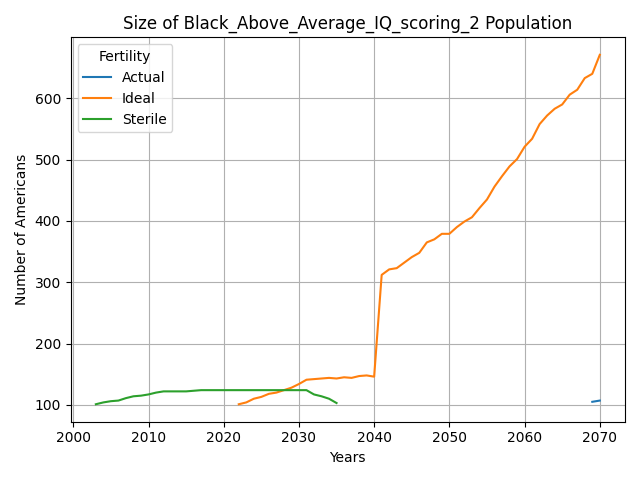 Size of Black_Above_Average_IQ_scoring_2 Population
Fertility
Actual
Ideal
Sterile
Number of Americans
600
500
400
300
200
100
2000 2010 2020 2030 2040 2050 2060 2070
Years